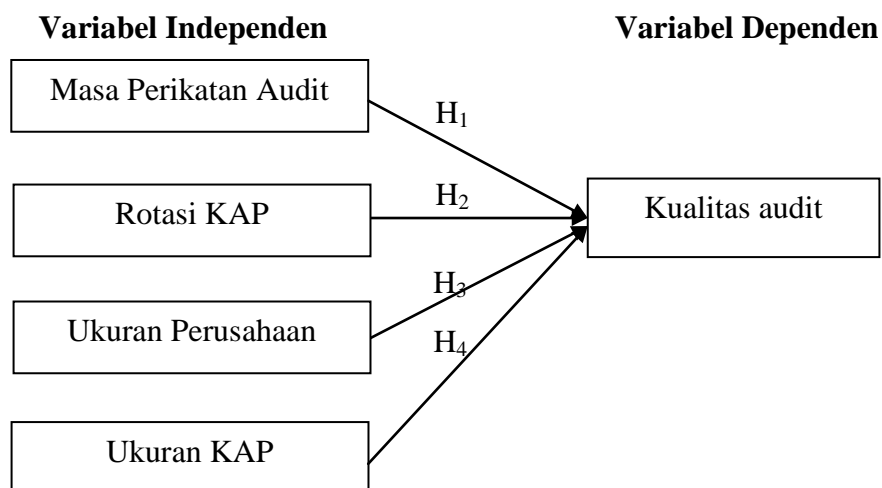 Variabel Independen
Variabel Dependen
Masa Perikatan Audit
H₁
Rotasi KAP
H₂
Kualitas audit
Ukuran Perusahaan
H₃
H₄
Ukuran KAP